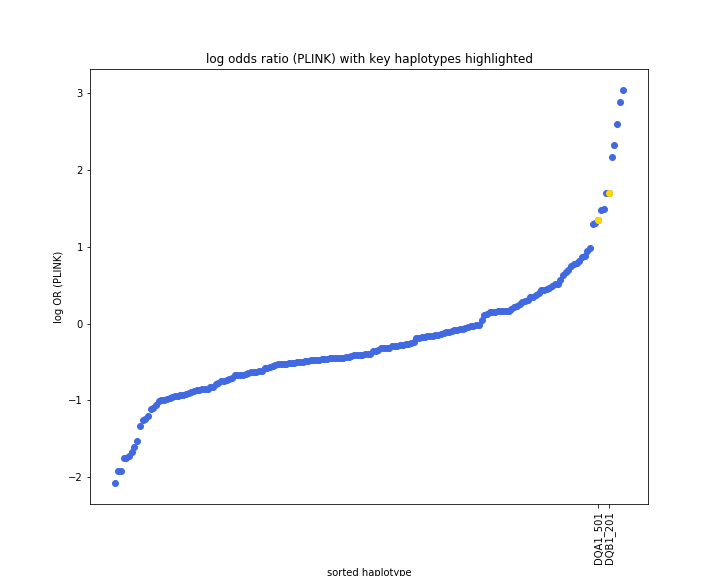 log odds ratio (PLINK) with key haplotypes highlighted
3
2
1
0
−1
−2
log OR (PLINK)
DQA1_501
DQB1_201
sorted haplotype